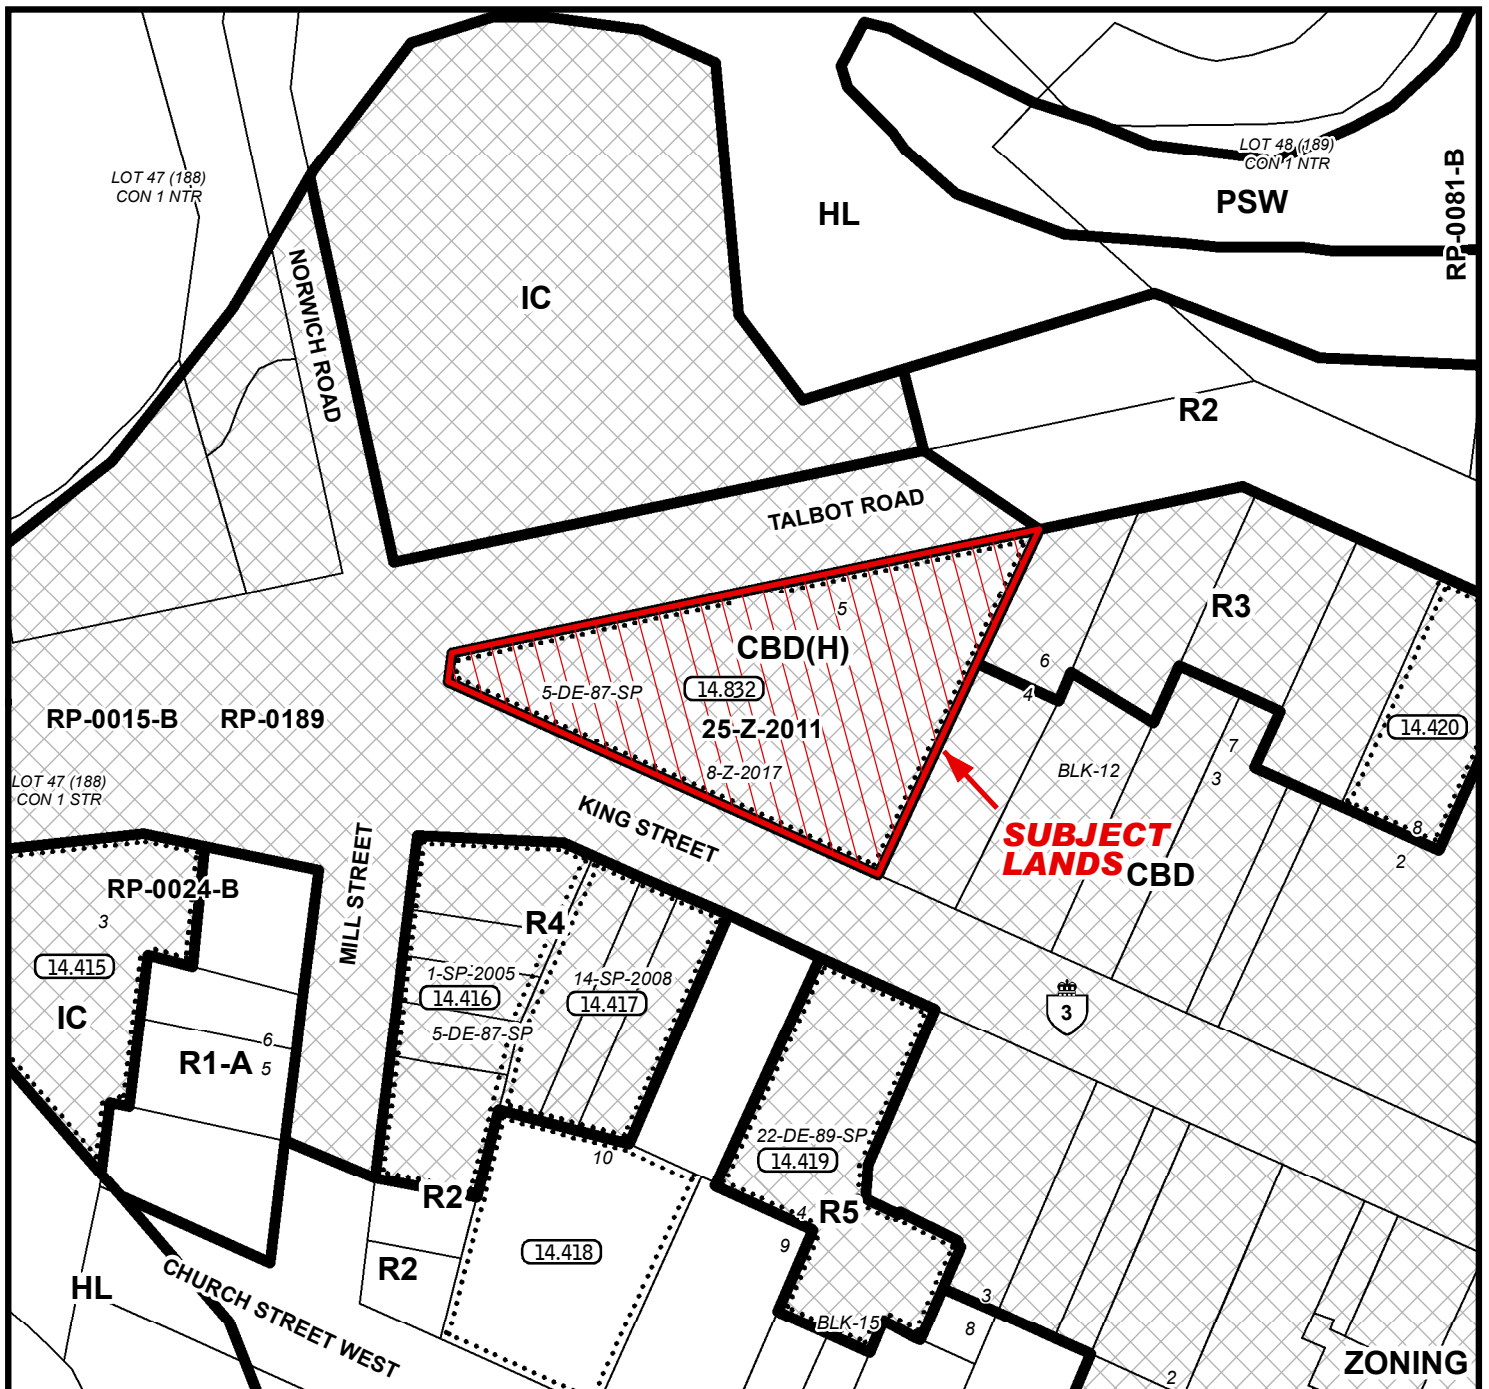 LOT 47 (188)
CON 1 NTR
LOT 48 (189)
CON 1 NTR
RP-0081-B
PSW
HL
IC
NORWICH ROAD
R2
TALBOT ROAD
R3
5
CBD(H)
6
4
5-DE-87-SP
14.832
25-Z-2011
8-Z-2017
RP-0015-B
RP-0189
14.420
7
3
BLK-12
LOT 47 (188)
CON 1 STR
KING STREET
SUBJECT
LANDS
CBD
8
2
MILL STREET
RP-0024-B
3
R4
14.415
1-SP-2005
14.416
14-SP-2008
14.417
IC
5-DE-87-SP
3
6
R1-A
5
22-DE-89-SP
14.419
10
R2
4
R5
9
14.418
R2
HL
CHURCH STREET WEST
3
BLK-15
8
2
ZONING